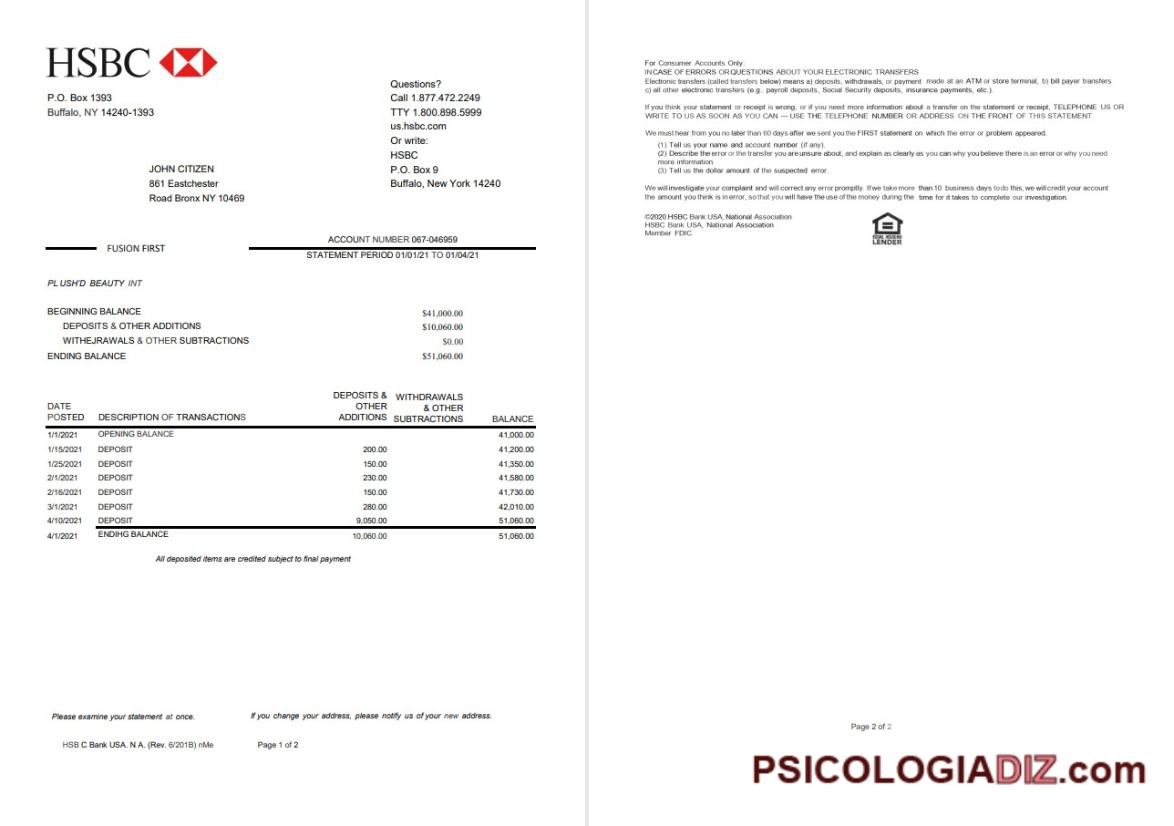 HSBC
P.O. Box 1393
Buffalo, NY 14240-1393
Questions?
Call 1.877.472.2249
TTY 1.800.898.5999
us.hsbc.com
Or write:
HSBC
P.O. Box 9
Buffalo, New York 14240
JOHN CITIZEN
861 Eastchester
Road Bronx NY 10469
FUSION FIRST
ACCOUNT NUMBER 067-046959
STATEMENT PERIOD 01/01/21 TO 01/04/21
PLUSH'D BEAUTY INT
BEGINNING BALANCE $41,000.00
DEPOSITS & OTHER ADDITIONS $10,060.00
WITHEJRAWALS & OTHER SUBTRACTIONS $0.00
ENDING BALANCE $51,060.00
DATE POSTED DESCRIPTION OF TRANSACTIONS DEPOSITS & OTHER ADDITIONS WITHDRAWALS & OTHER SUBTRACTIONS BALANCE
1/1/2021 OPENING BALANCE 41,000.00
1/15/2021 DEPOSIT 200.00 41,200.00
1/25/2021 DEPOSIT 150.00 41,350.00
2/1/2021 DEPOSIT 230.00 41,580.00
2/16/2021 DEPOSIT 150.00 41,730.00
3/1/2021 DEPOSIT 280.00 42,010.00
4/10/2021 DEPOSIT 9,050.00 51,060.00
4/1/2021 ENDIHG BALANCE 10,060.00 51,060.00
All deposited items are credited subject to final payment
Please examine your statement at once. If you change your address, please notify us of your new address.
HSB C Bank USA. N A. (Rev. 6/201B) nMe Page 1 of 2
For Consumer Accounts Only:
IN CASE OF ERRORS OR QUESTIONS ABOUT YOUR ELECTRONIC TRANSFERS
Electronic transfers (called transfers below) means a) deposits, withdrawals, or payment made at an ATM or store terminal, b) bill payer transfers
c) all other electronic transfers (e.g.. payroll deposits, Social Security deposits, insurance payments, etc.).
If you think your statement or receipt is wrong, or if you need more information about a transfer on the statement or receipt, TELEPHONE US OR
WRITE TO US AS SOON AS YOU CAN — USE THE TELEPHONE NUMBER OR ADDRESS ON THE FRONT OF THIS STATEMENT.
We must hear from you no later than 60 days after we sent you the FIRST statement on which the error or problem appeared.
(1) Tell us your name and account number (if any).
(2) Describe the error or the transfer you are unsure about, and explain as clearly as you can why you believe there is an error or why you need
more information.
(3) Tell us the dollar amount of the suspected error.
We will investigate your complaint and will correct any error promptly. If we take more than 10 business days to do this, we will credit your account
the amount you think is in error, so that you will have the use of the money during the time for it takes to complete our investigation.
©2020 HSBC Bank USA, National Association
HSBC Bank USA, National Association
Member FDIC.
EQUAL HOUSING
LENDER
Page 2 of 2
PSICOLOGIADIZ.com